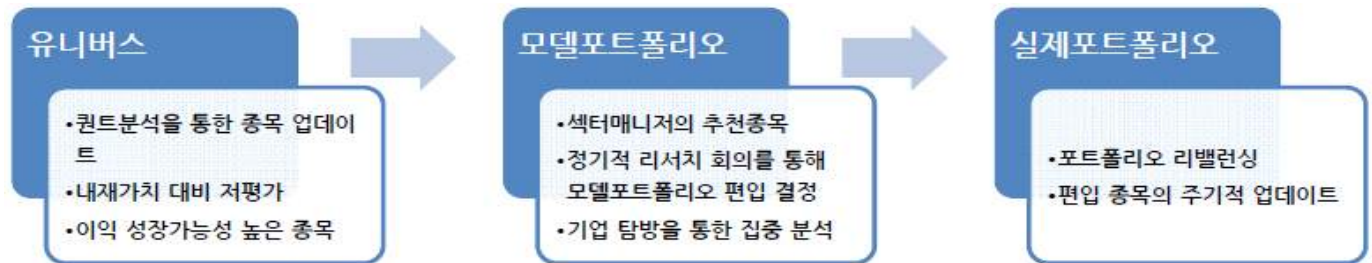 유니버스
•퀀트분석을 통한 종목 업데이
트
•내재가치 대비 저평가
•이익 성장가능성 높은 종목
모델포트폴리오
•섹터매니저의 추천종목
•정기적 리서치 회의를 통해
모델포트폴리오 편입 결정
•기업 탐방을 통한 집중 분석
실제포트폴리오
•포트폴리오 리밸런싱
•편입 종목의 주기적 업데이트